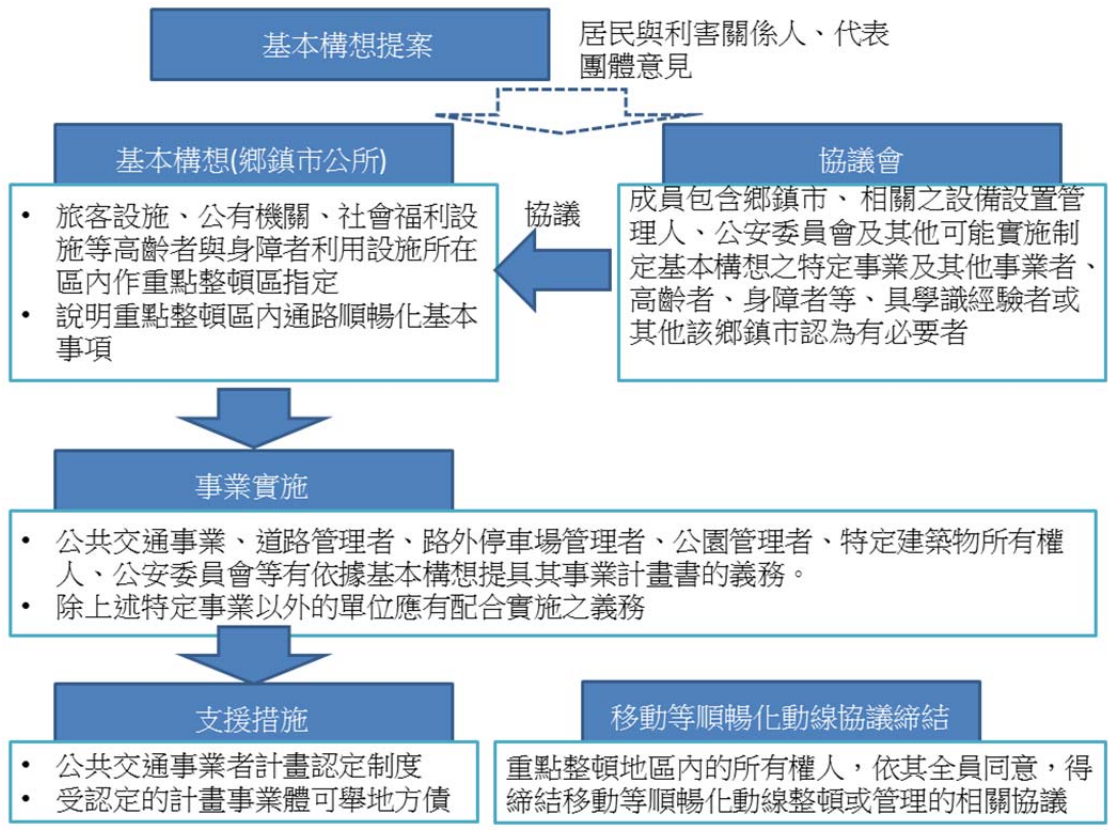 基本構想提案
居民與利害關係人、代表
團體意見
基本構想(鄉鎮市公所)
• 旅客設施、公有機關、社會福利設
施等高齡者與身障者利用設施所在
區內作重點整頓區指定
• 說明重點整頓區內通路順暢化基本
事項
協議
協議會
成員包含鄉鎮市、相關之設備設置管
理人、公安委員會及其他可能實施制
定基本構想之特定事業及其他事業者、
高齡者、身障者等、具學識經驗者或
其他該鄉鎮市認為有必要者
事業實施
• 公共交通事業、道路管理者、路外停車場管理者、公園管理者、特定建築物所有權
人、公安委員會等有依據基本構想提具其事業計畫書的義務。
• 除上述特定事業以外的單位應有配合實施之義務
支援措施
• 公共交通事業者計畫認定制度
• 受認定的計畫事業體可舉地方債
移動等順暢化動線協議締結
重點整頓地區內的所有權人，依其全員同意，得
締結移動等順暢化動線整頓或管理的相關協議